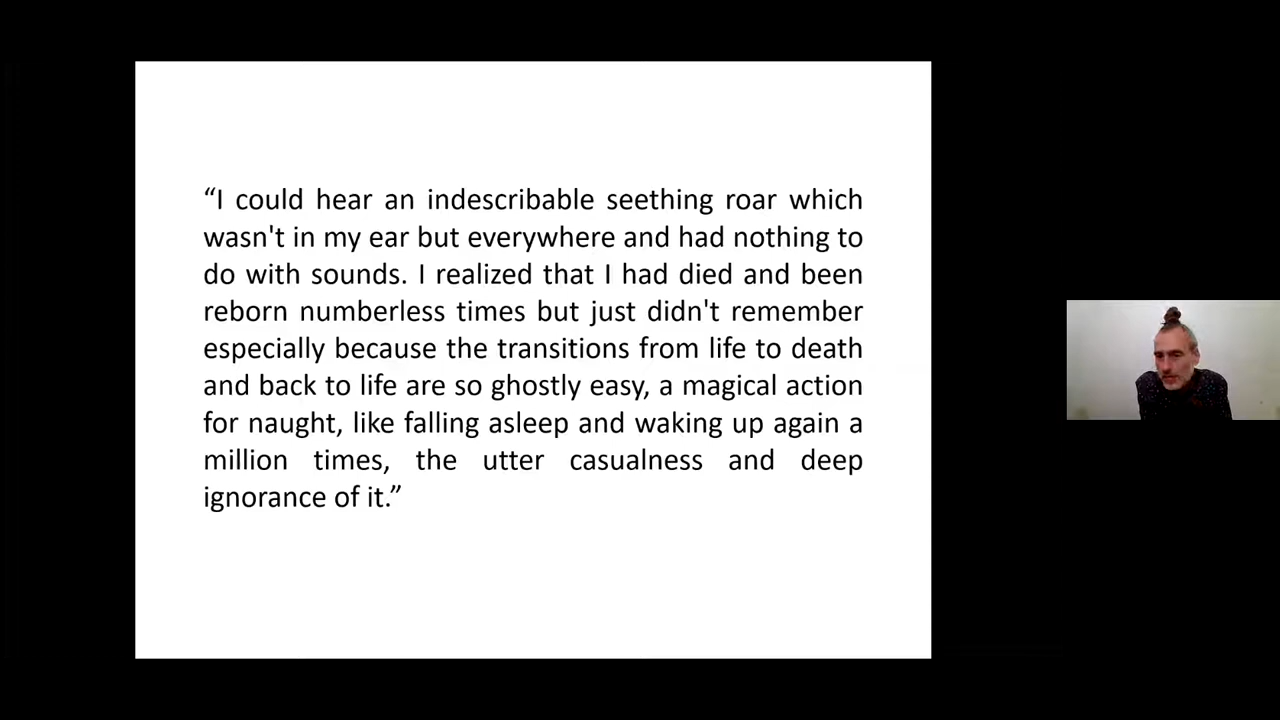 “I could hear an indescribable seething roar which
wasn't in my ear but everywhere and had nothing to
do with sounds. I realized that I had died and been
reborn numberless times but just didn't remember
especially because the transitions from life to death
and back to life are so ghostly easy, a magical action
for naught, like falling asleep and waking up again a
million times, the utter casualness and deep
ignorance of it.”